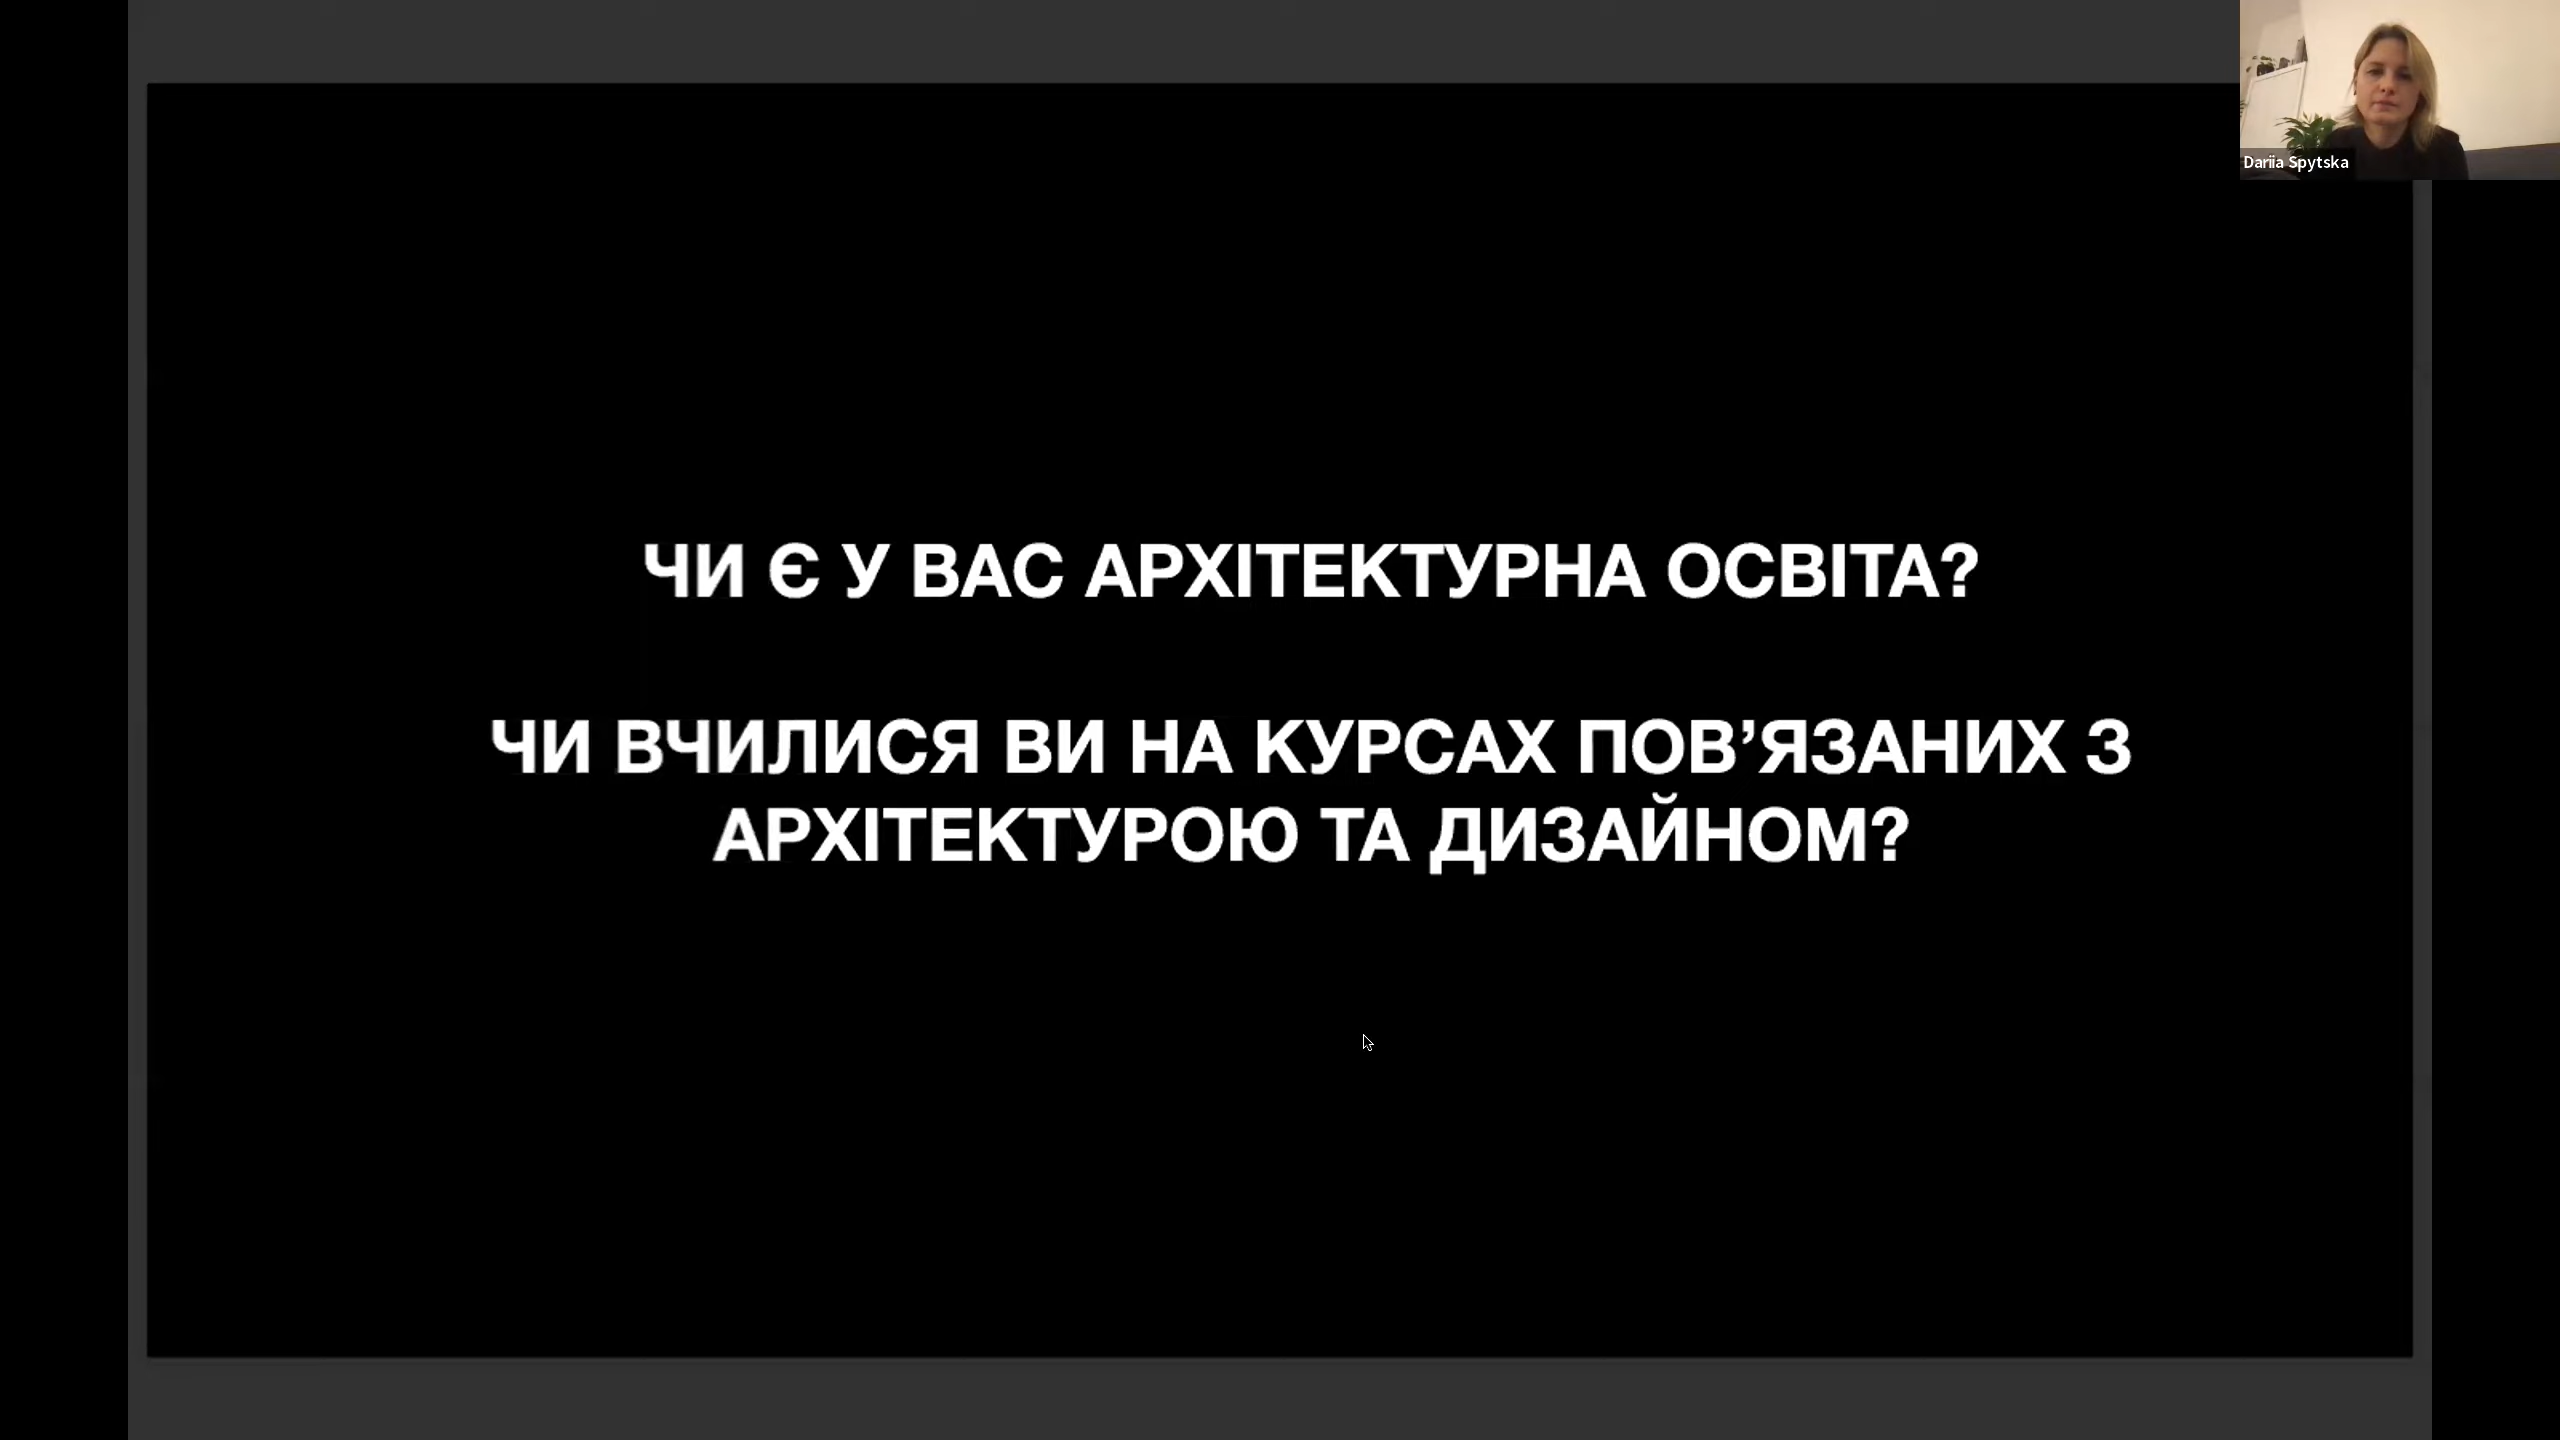 Dariia Spytska
ЧИ Є У ВАС АРХІТЕКТУРНА ОСВІТА?
ЧИ ВЧИЛИСЯ ВИ НА КУРСАХ ПОВ’ЯЗАНИХ З
АРХІТЕКТУРОЮ ТА ДИЗАЙНОМ?